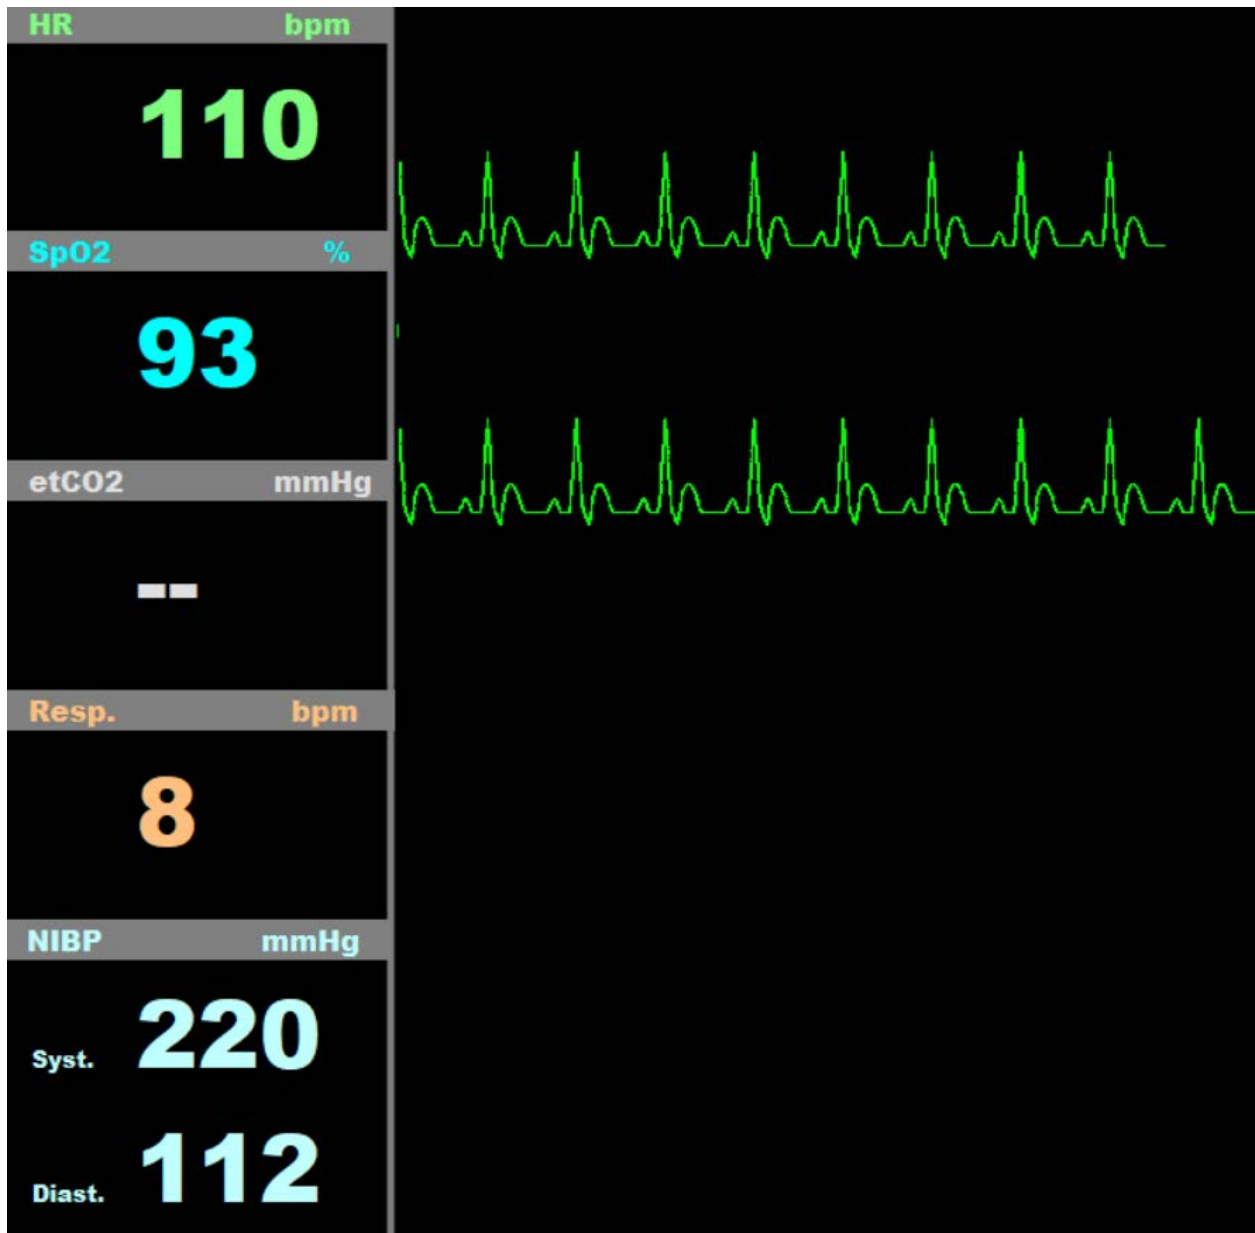 HR bpm
110
SpO2 %
93
etCO2 mmHg
--
Resp. bpm
8
NIBP mmHg
Syst. 220
Diast. 112